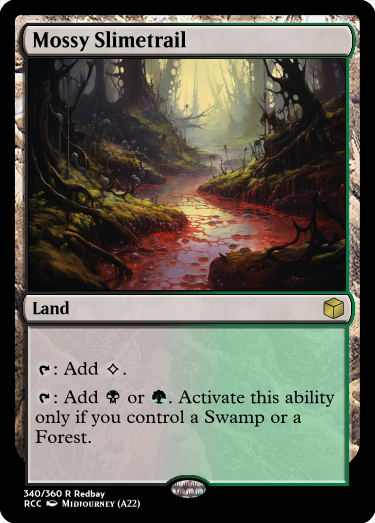 Mossy Slimetrail
Land
: Add .
: Add or . Activate this ability
only if you control a Swamp or a
Forest.
340/360 R Redbay
RCC Midjourney (A22)